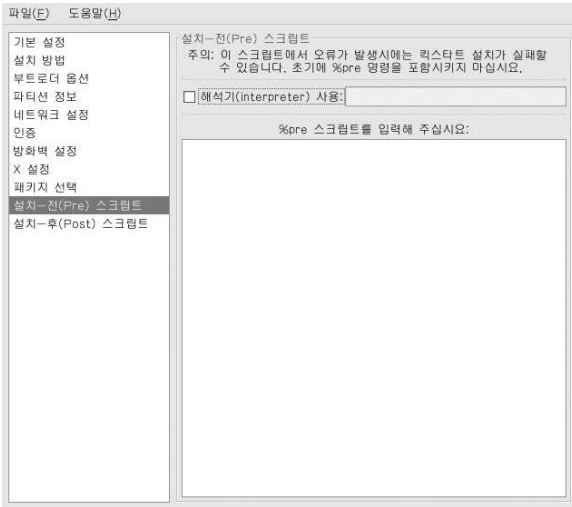 파일(F) 도움말(H)
기본 설정
설치 방법
부트로더 옵션
파티션 정보
네트워크 설정
인증
방화벽 설정
X 설정
패키지 선택
설치-전(Pre) 스크립트
설치-후(Post) 스크립트
설치-전(Pre) 스크립트
주의: 이 스크립트에서 오류가 발생시에는 킥스타트 설치가 실패할
수 있습니다. 초기에 %pre 명령을 포함시키지 마십시요.
해석기(interpreter) 사용:
%pre 스크립트를 입력해 주십시요: